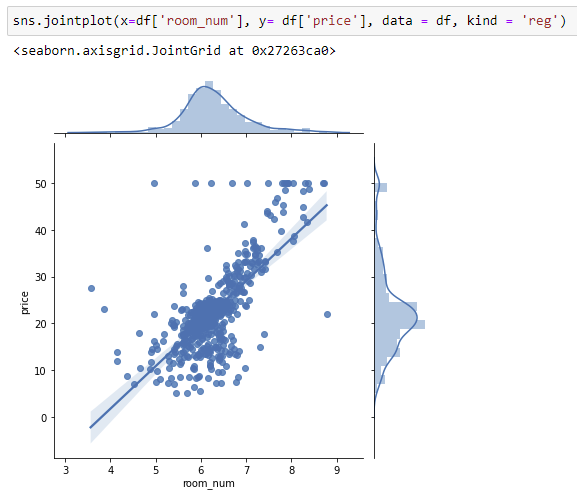 sns.jointplot(x=df['room_num'], y= df['price'], data = df, kind = 'reg')
<seaborn.axisgrid.JointGrid at 0x27263ca0>
50
40
30
20
10
0
price
3 4 5 6 7 8 9
room_num